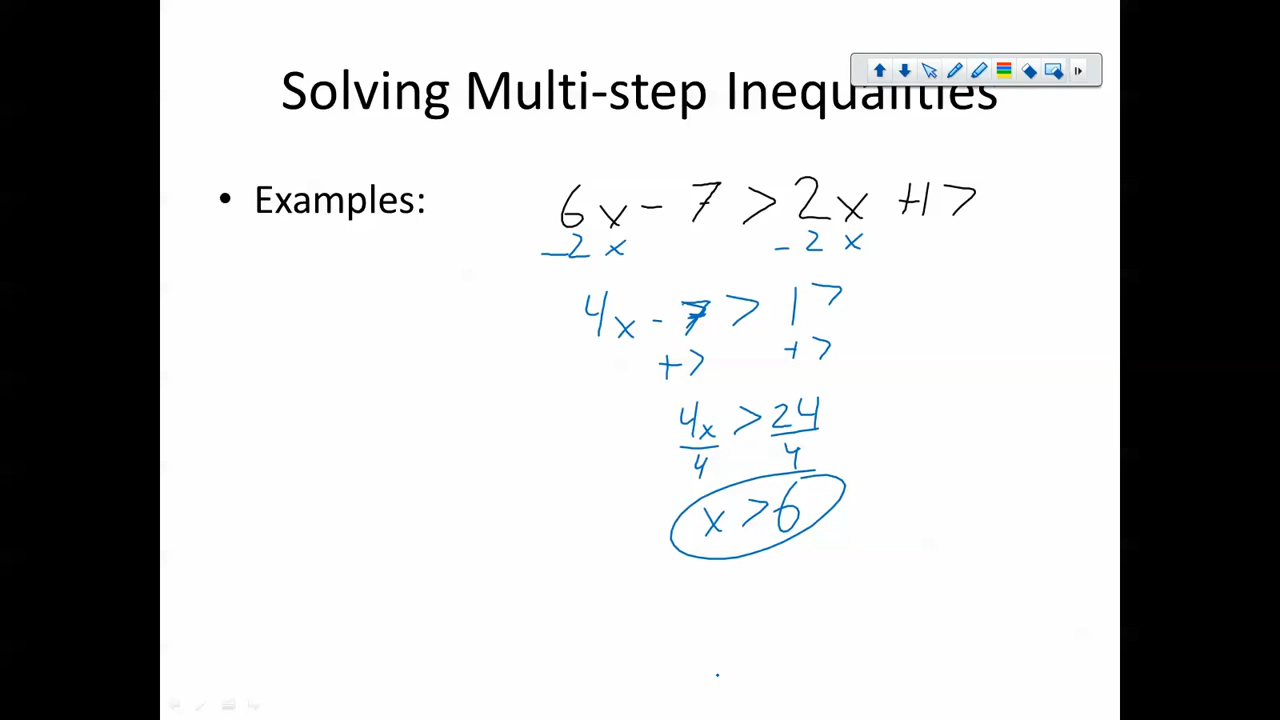 Solving Multi-step Inequalities
• Examples:
6x - 7 > 2x + 17
-2x -2x
4x - 7 > 17
+7 +7
4x/4 > 24/4
x > 6